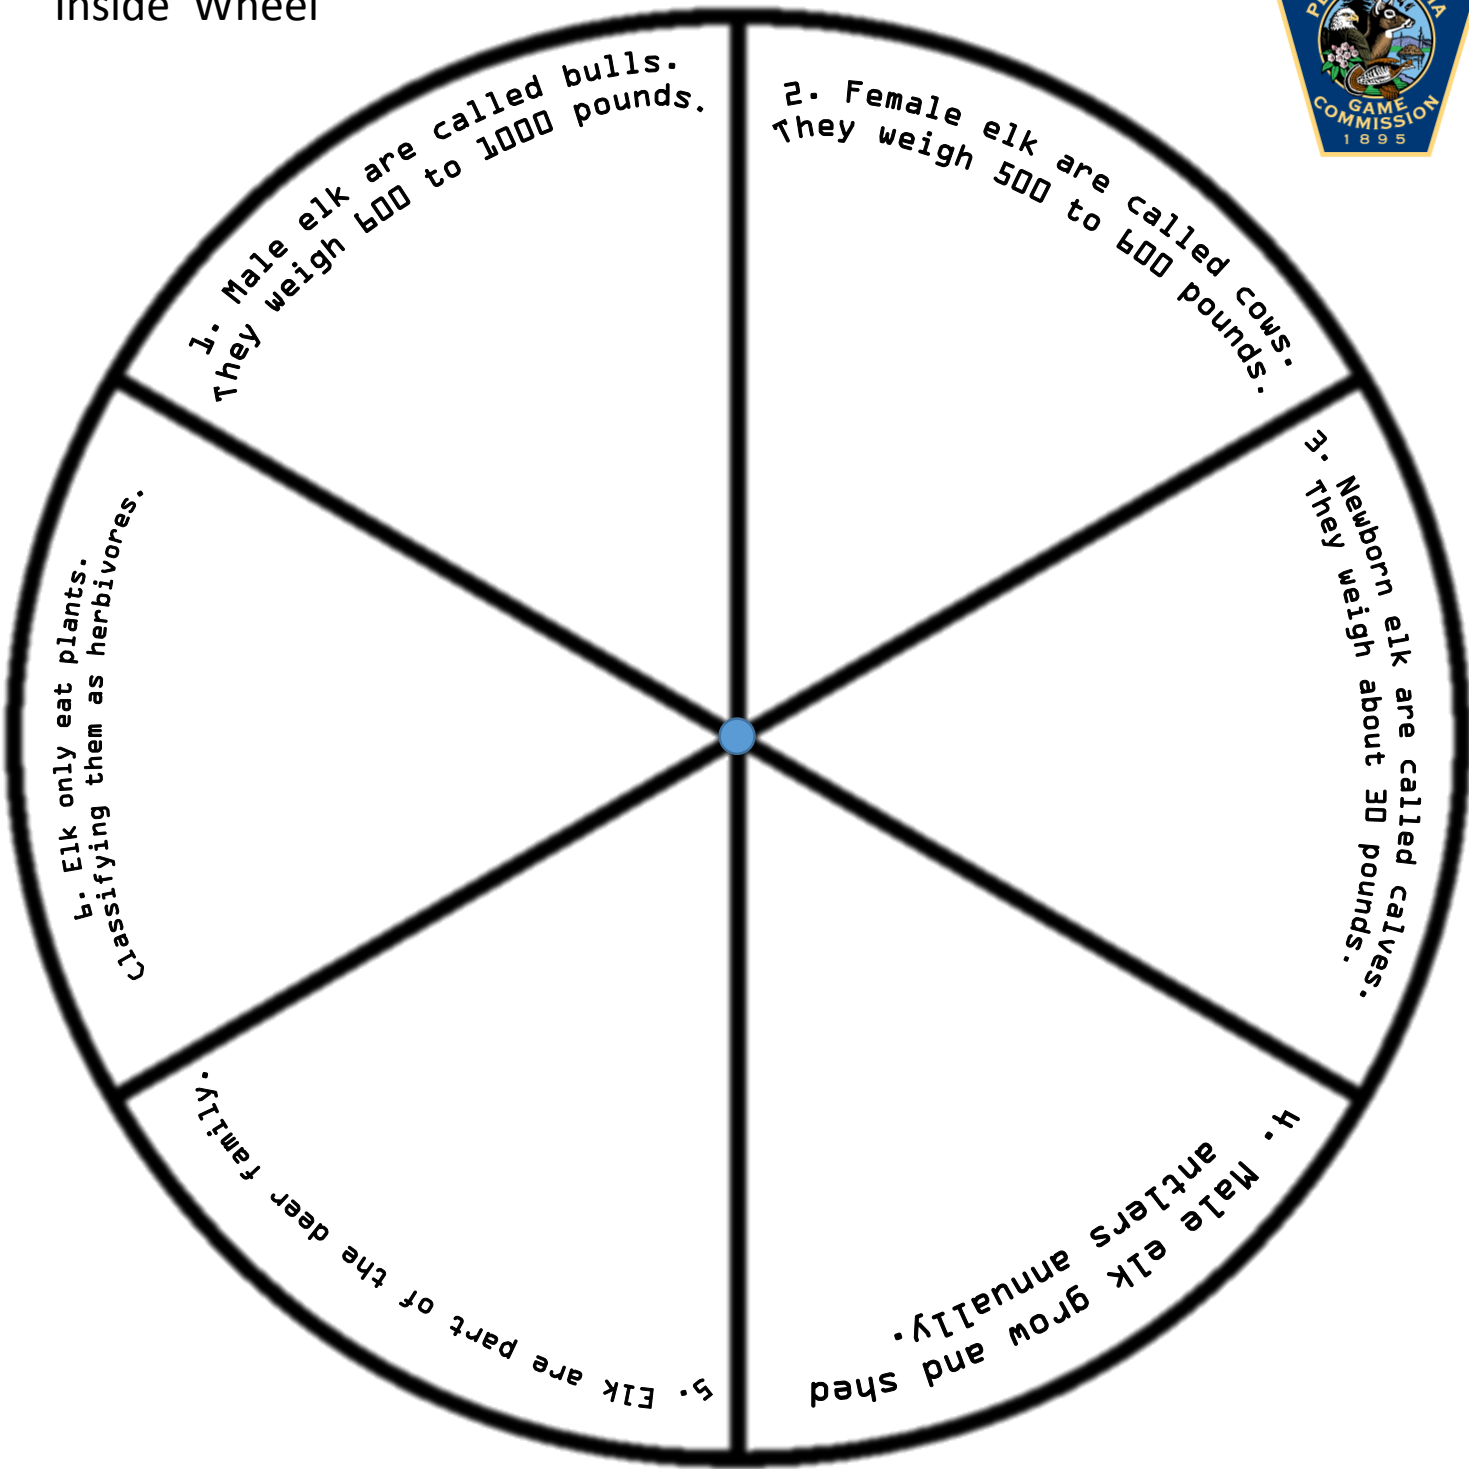 Inside Wheel
GAME
COMMISSION
1895
1. Male elk are called bulls.
They weigh 600 to 1000 pounds.
2. Female elk are called cows.
They weigh 500 to 600 pounds.
3. Newborn elk are called calves.
They weigh about 30 pounds.
4. Male elk grow and shed
antlers annually.
5. Elk are part of the deer family.
6. Elk only eat plants.
Classifying them as herbivores.